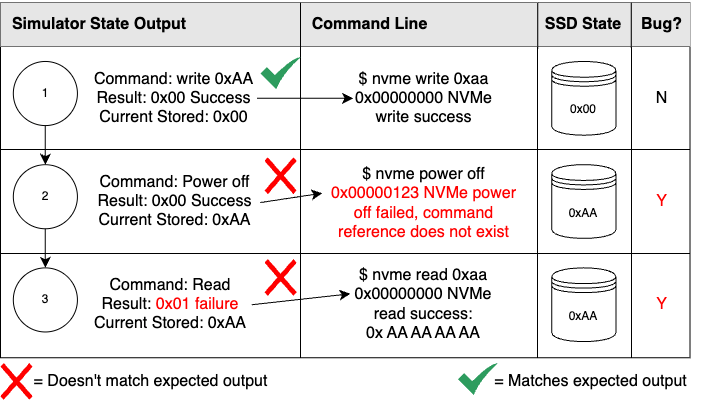 Simulator State Output
Command Line
SSD State
Bug?
1
Command: write 0xAA
Result: 0x00 Success
Current Stored: 0x00
$ nvme write 0xaa
0x00000000 NVMe
write success
0x00
N
2
Command: Power off
Result: 0x00 Success
Current Stored: 0xAA
$ nvme power off
0x00000123 NVMe power
off failed, command
reference does not exist
0xAA
Y
3
Command: Read
Result: 0x01 failure
Current Stored: 0xAA
$ nvme read 0xaa
0x00000000 NVMe
read success:
0x AA AA AA AA
0xAA
Y
= Doesn't match expected output
= Matches expected output